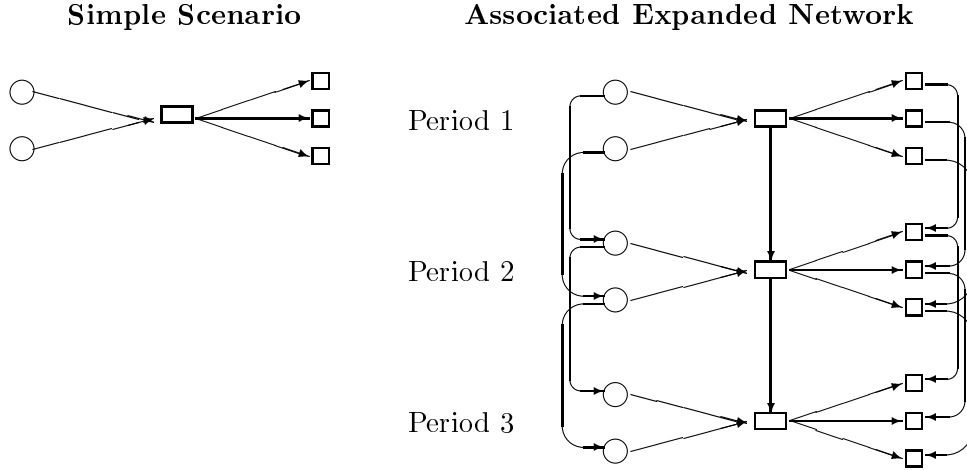 Simple Scenario
Associated Expanded Network
Period 1
Period 2
Period 3